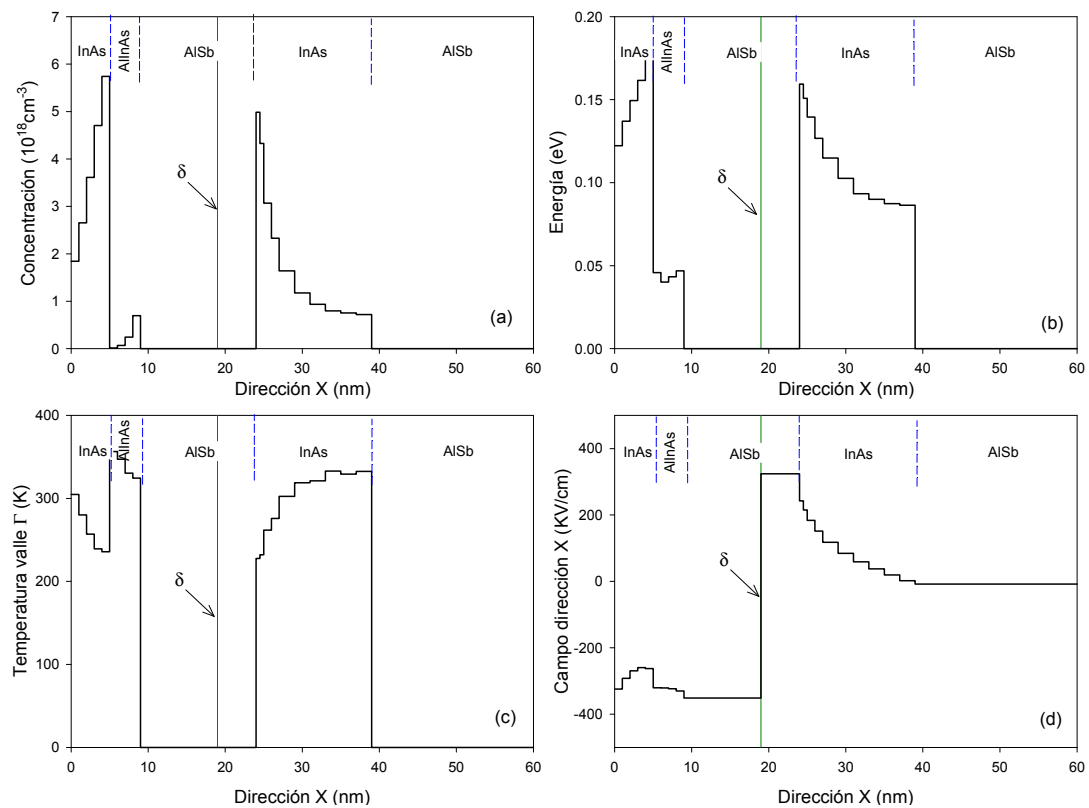 InAs
AlInAs
AlSb
InAs
AlSb
δ
(a)
Concentración (10¹⁸cm⁻³)
0
1
2
3
4
5
6
7
0 10 20 30 40 50 60
Dirección X (nm)
InAs
AlInAs
AlSb
InAs
AlSb
δ
(b)
Energía (eV)
0.00
0.05
0.10
0.15
0.20
0 10 20 30 40 50 60
Dirección X (nm)
InAs
AlInAs
AlSb
InAs
AlSb
δ
(c)
Temperatura valle Γ (K)
0
100
200
300
400
0 10 20 30 40 50 60
Dirección X (nm)
InAs
AlInAs
AlSb
InAs
AlSb
δ
(d)
Campo dirección X (KV/cm)
-400
-200
0
200
400
0 10 20 30 40 50 60
Dirección X (nm)